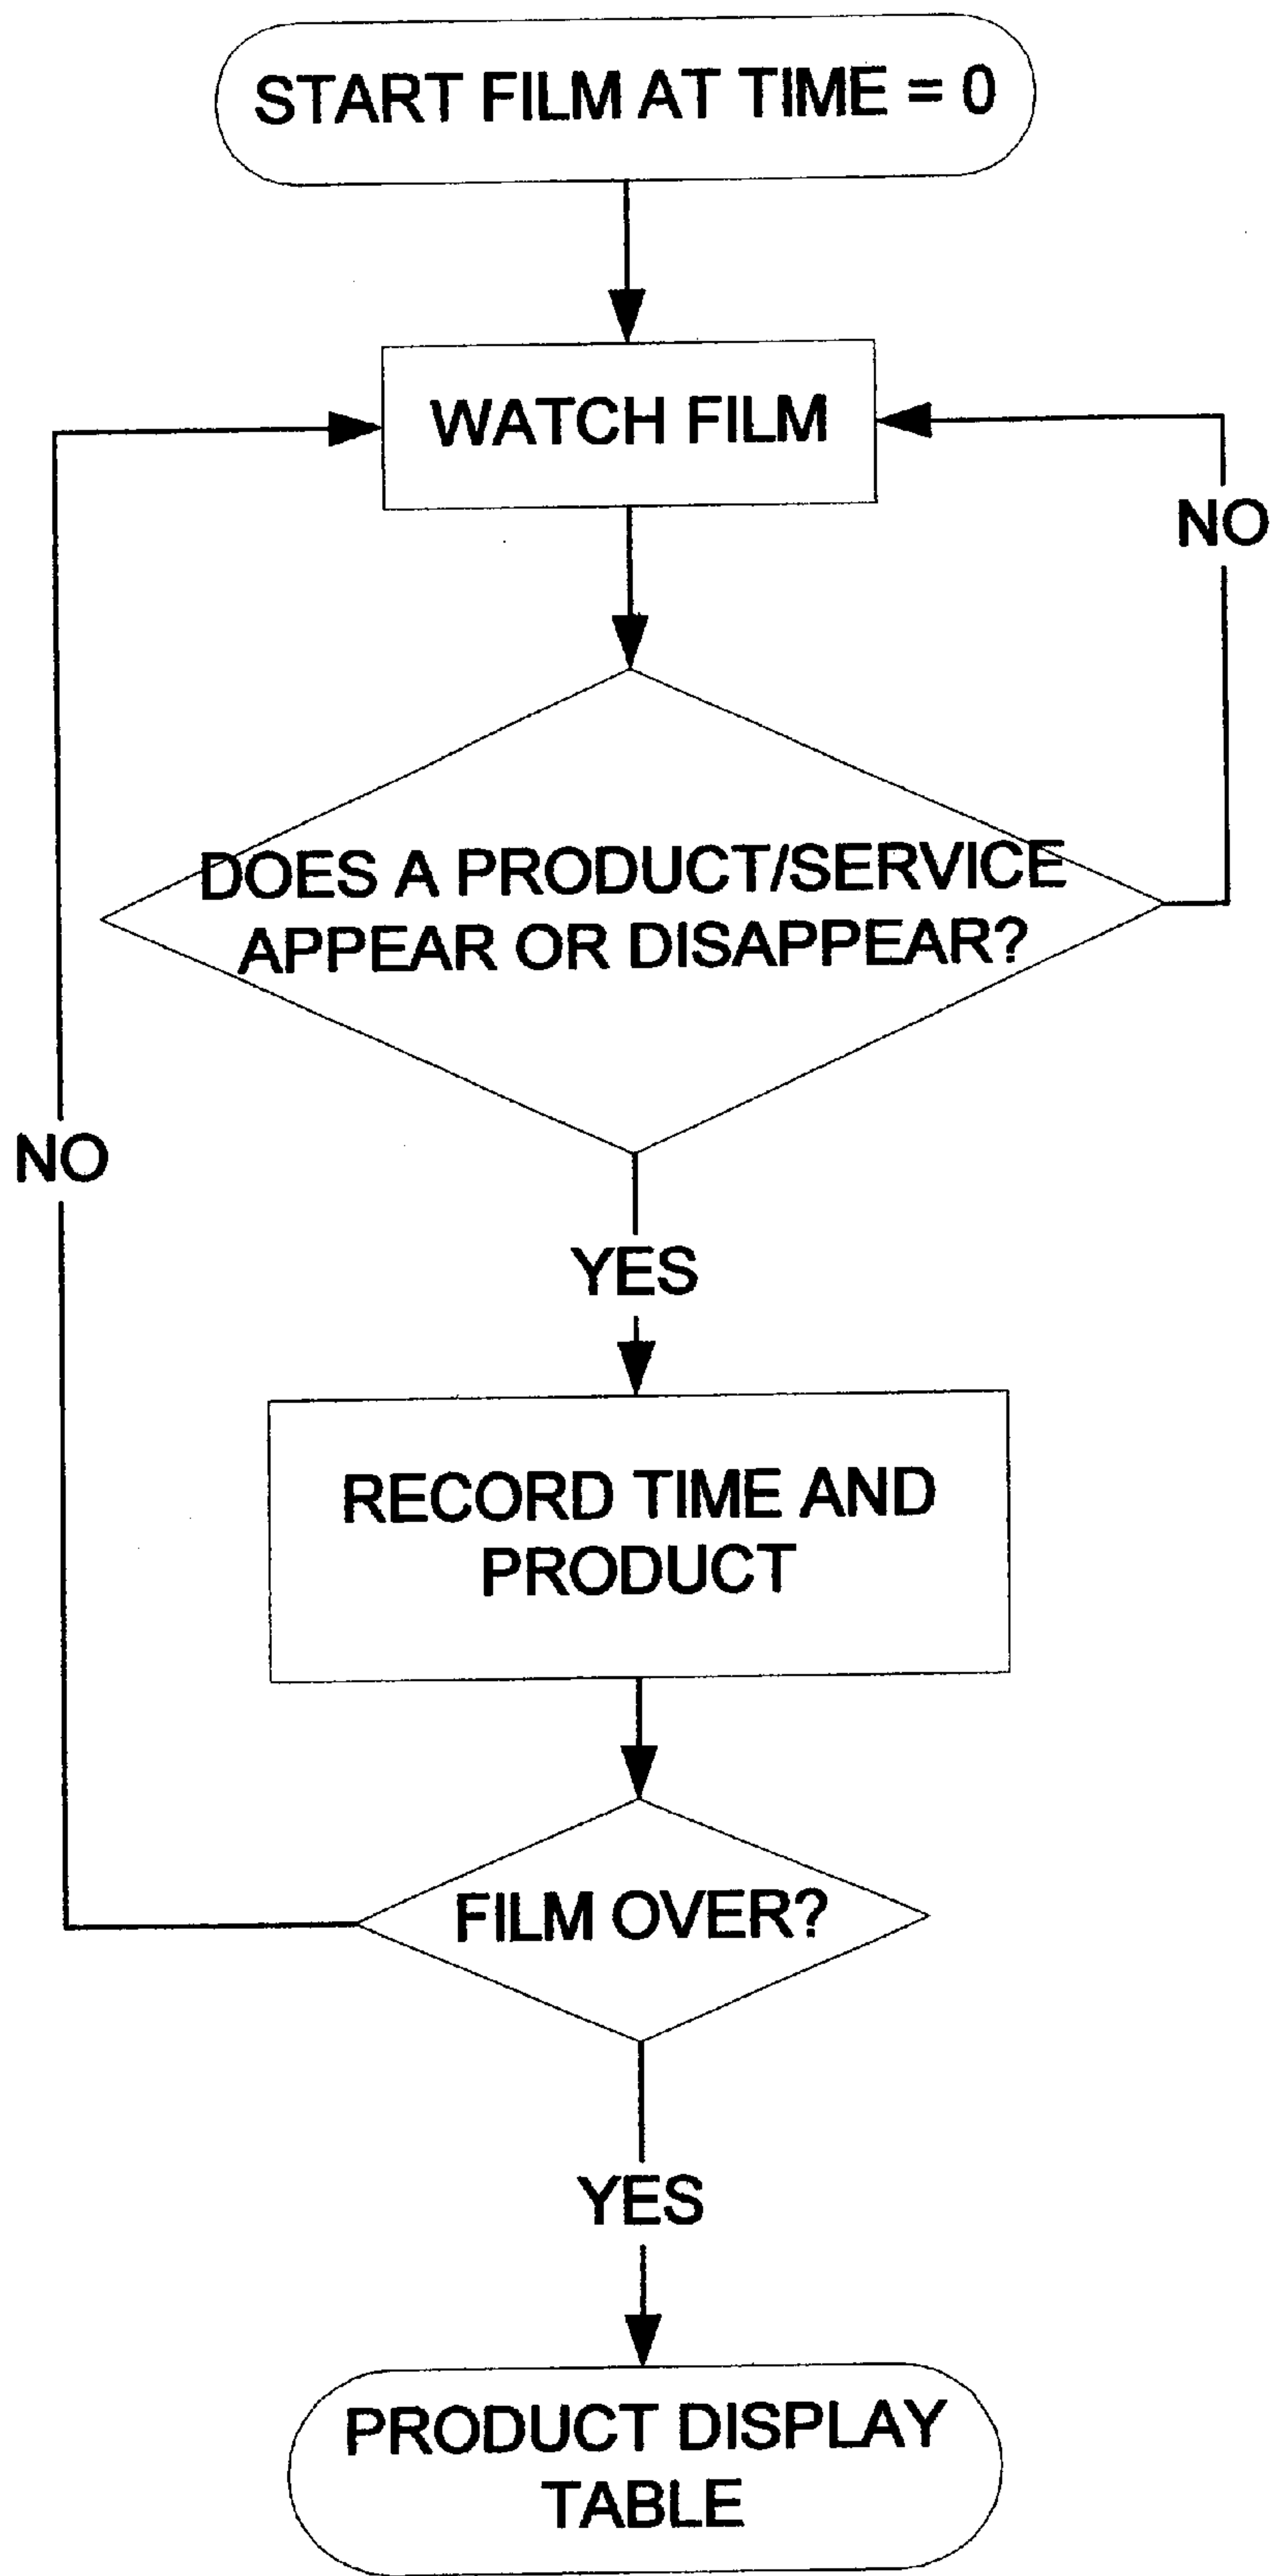 START FILM AT TIME = 0
WATCH FILM
NO
DOES A PRODUCT/SERVICE
APPEAR OR DISAPPEAR?
NO
YES
RECORD TIME AND
PRODUCT
FILM OVER?
YES
PRODUCT DISPLAY
TABLE